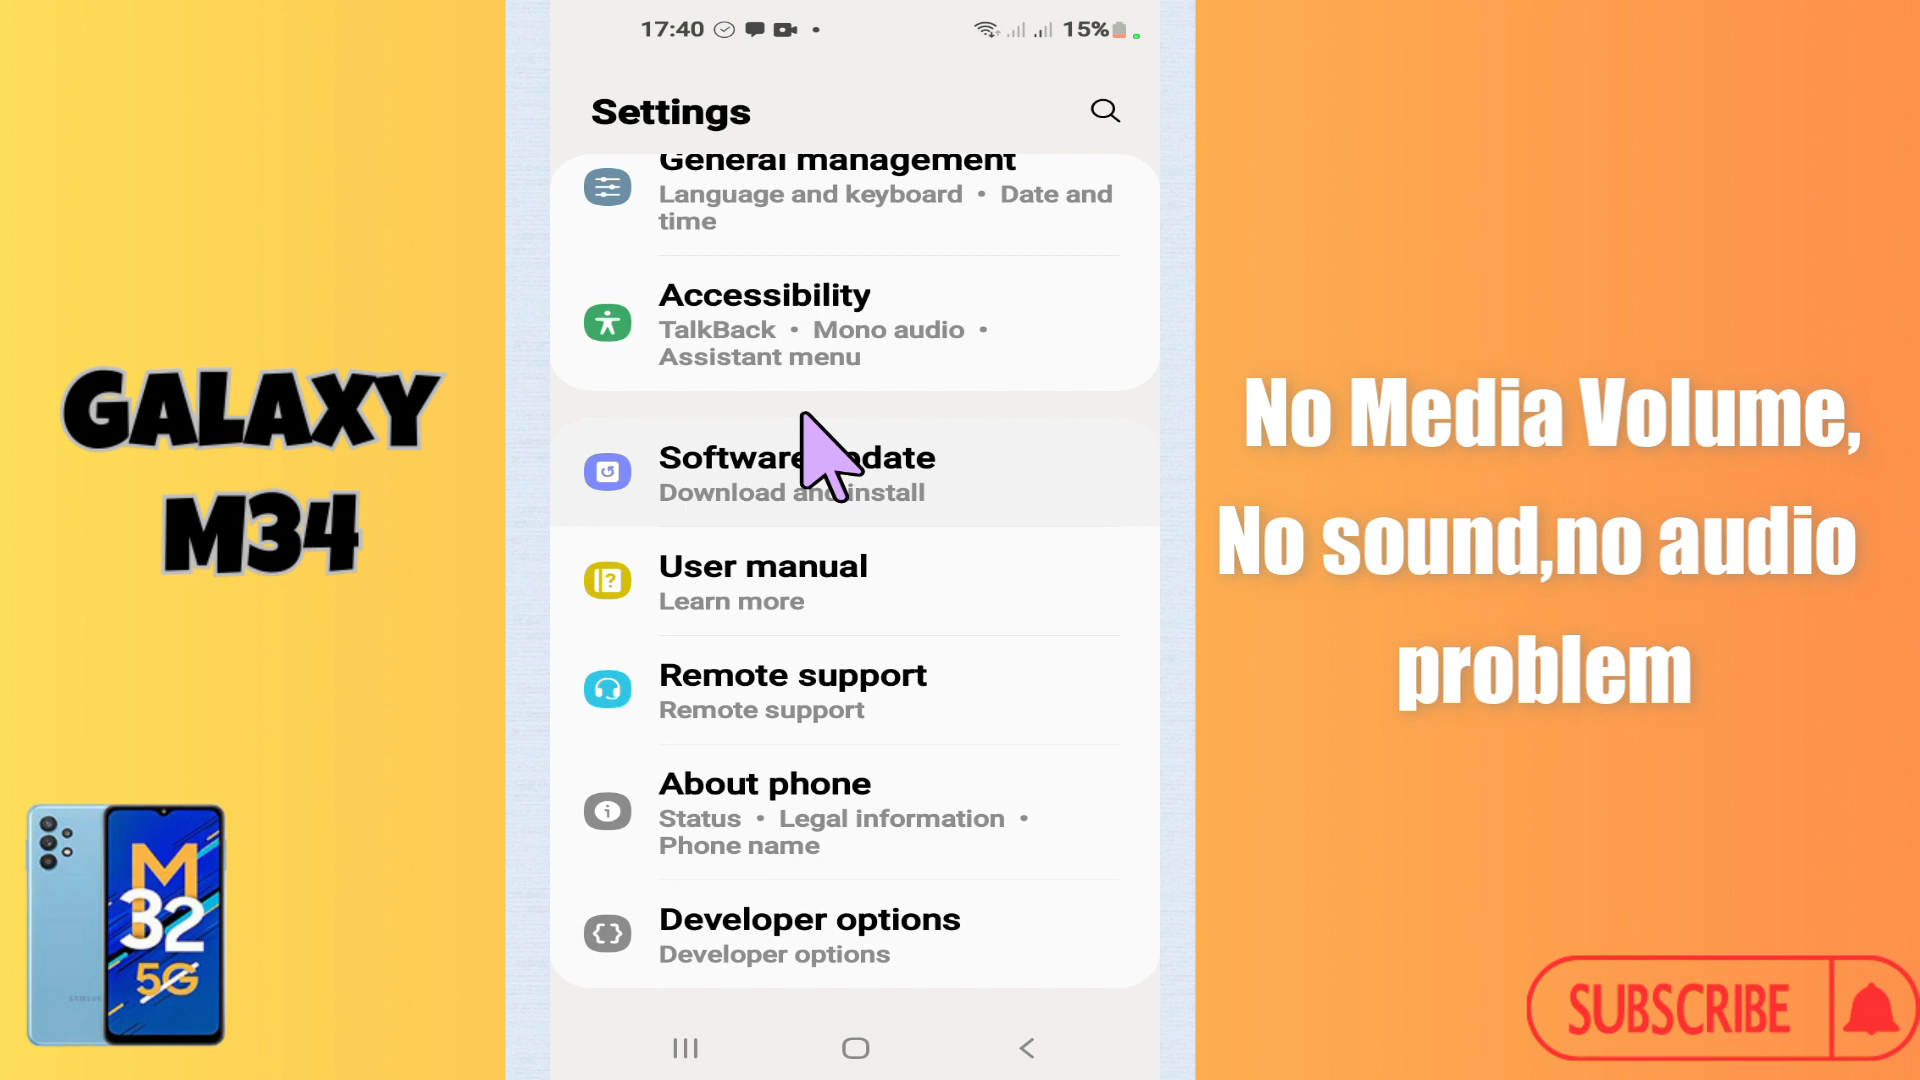 GALAXY
M34
M
32
5G
SAMSUNG
17:40
15%
Settings
General management
Language and keyboard • Date and
time
Accessibility
TalkBack • Mono audio •
Assistant menu
Software update
Download and install
User manual
Learn more
Remote support
Remote support
About phone
Status • Legal information •
Phone name
Developer options
Developer options
No Media Volume,
No sound,no audio
problem
SUBSCRIBE